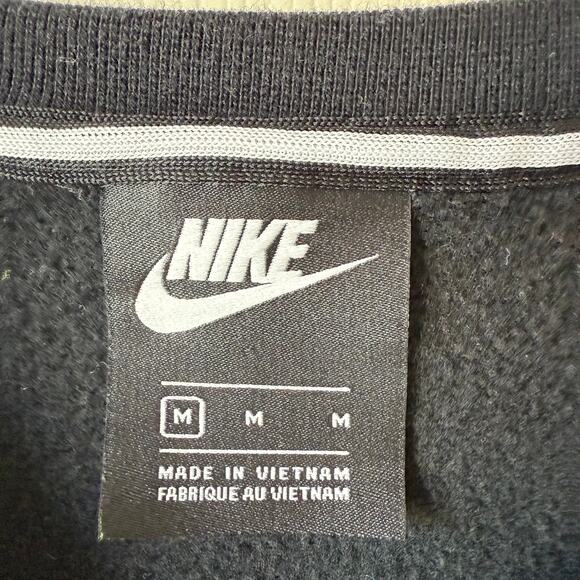 NIKE
M M M
MADE IN VIETNAM
FABRIQUE AU VIETNAM